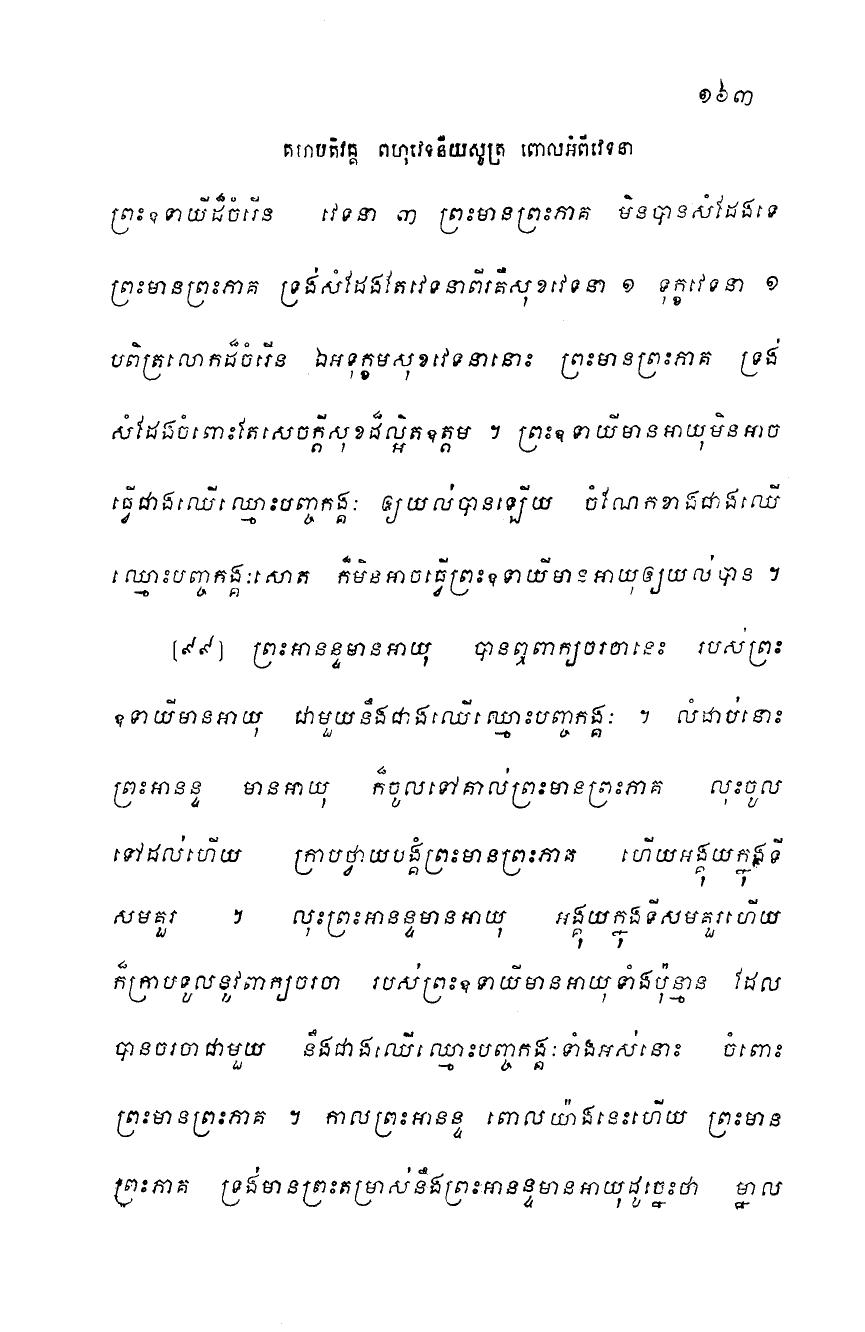 ១៦៣
គហបតិវគ្គ ពហុវេទនីយសូត្រ ពោលអំពីវេទនា
ព្រះឧទាយីដ៏ចំរើន វេទនា ៣ ព្រះមានព្រះភាគ មិនបានសំដែងទេ
ព្រះមានព្រះភាគ ទ្រង់សំដែងតែវេទនាពីរគឺសុខវេទនា ១ ទុក្ខវេទនា ១
បពិត្រលោកដ៏ចំរើន ឯអទុក្ខមសុខវេទនានោះ ព្រះមានព្រះភាគ ទ្រង់
សំដែងចំពោះតែសេចក្តីសុខដ៏ល្អិតឧត្តម ។ ព្រះឧទាយីមានអាយុមិនអាច
ធ្វើជាងឈើឈ្មោះបញ្ចកង្គៈ ឲ្យយល់បានឡើយ ចំណែកខាងជាងឈើ
ឈ្មោះបញ្ចកង្គៈសោត ក៏មិនអាចធ្វើព្រះឧទាយីមានអាយុឲ្យយល់បាន ។
[៩៩] ព្រះអានន្ទមានអាយុ បានឮពាក្យចរចានេះ របស់ព្រះ
ឧទាយីមានអាយុ ជាមួយនឹងជាងឈើឈ្មោះបញ្ចកង្គៈ ។ លំដាប់នោះ
ព្រះអានន្ទ មានអាយុ ក៏ចូលទៅគាល់ព្រះមានព្រះភាគ លុះចូល
ទៅដល់ហើយ ក្រាបថ្វាយបង្គំព្រះមានព្រះភាគ ហើយអង្គុយក្នុងទី
សមគួរ ។ លុះព្រះអានន្ទមានអាយុ អង្គុយក្នុងទីសមគួរហើយ
ក៏ក្រាបទូលនូវពាក្យចរចា របស់ព្រះឧទាយីមានអាយុទាំងប៉ុន្មាន ដែល
បានចរចាជាមួយ នឹងជាងឈើឈ្មោះបញ្ចកង្គៈទាំងអស់នោះ ចំពោះ
ព្រះមានព្រះភាគ ។ កាលព្រះអានន្ទ ពោលយ៉ាងនេះហើយ ព្រះមាន
ព្រះភាគ ទ្រង់មានព្រះតម្រាស់នឹងព្រះអានន្ទមានអាយុដូច្នេះថា ម្នាល